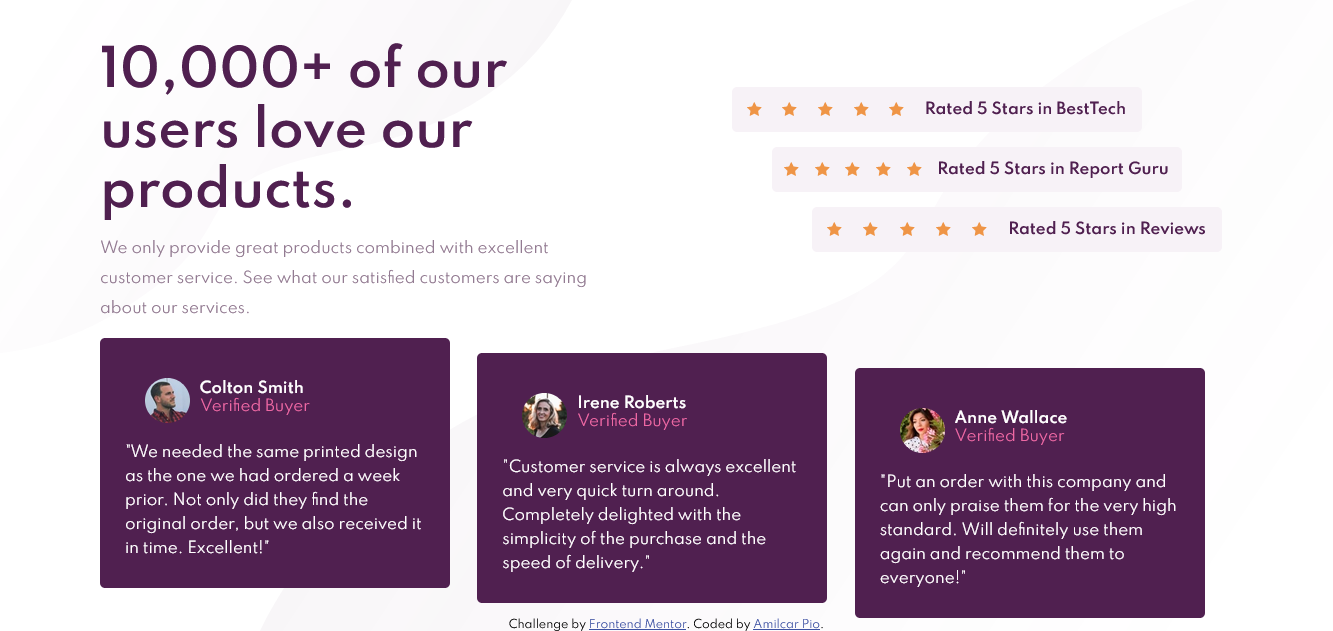 10,000+ of our
users love our
products.
We only provide great products combined with excellent
customer service. See what our satisfied customers are saying
about our services.
Rated 5 Stars in BestTech
Rated 5 Stars in Report Guru
Rated 5 Stars in Reviews
Colton Smith
Verified Buyer
"We needed the same printed design
as the one we had ordered a week
prior. Not only did they find the
original order, but we also received it
in time. Excellent!"
Irene Roberts
Verified Buyer
"Customer service is always excellent
and very quick turn around.
Completely delighted with the
simplicity of the purchase and the
speed of delivery."
Anne Wallace
Verified Buyer
"Put an order with this company and
can only praise them for the very high
standard. Will definitely use them
again and recommend them to
everyone!"
Challenge by Frontend Mentor. Coded by Amilcar Pio.